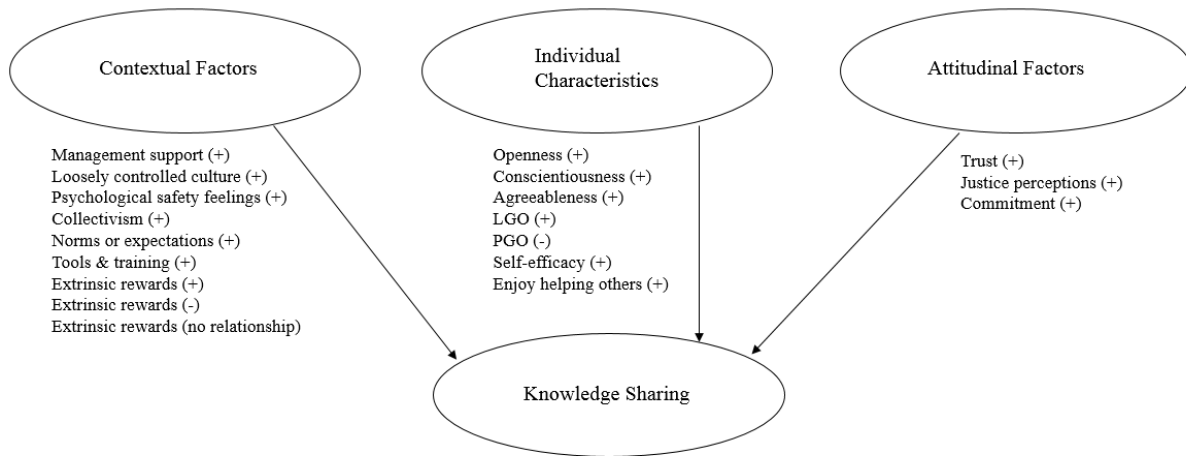 Contextual Factors
Individual
Characteristics
Attitudinal Factors
Management support (+)
Loosely controlled culture (+)
Psychological safety feelings (+)
Collectivism (+)
Norms or expectations (+)
Tools & training (+)
Extrinsic rewards (+)
Extrinsic rewards (-)
Extrinsic rewards (no relationship)
Openness (+)
Conscientiousness (+)
Agreeableness (+)
LGO (+)
PGO (-)
Self-efficacy (+)
Enjoy helping others (+)
Trust (+)
Justice perceptions (+)
Commitment (+)
Knowledge Sharing